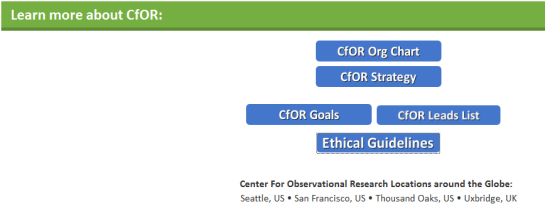 Learn more about CfOR:
CfOR Org Chart
CfOR Strategy
CfOR Goals
CfOR Leads List
Ethical Guidelines
Center For Observational Research Locations around the Globe:
Seattle, US • San Francisco, US • Thousand Oaks, US • Uxbridge, UK